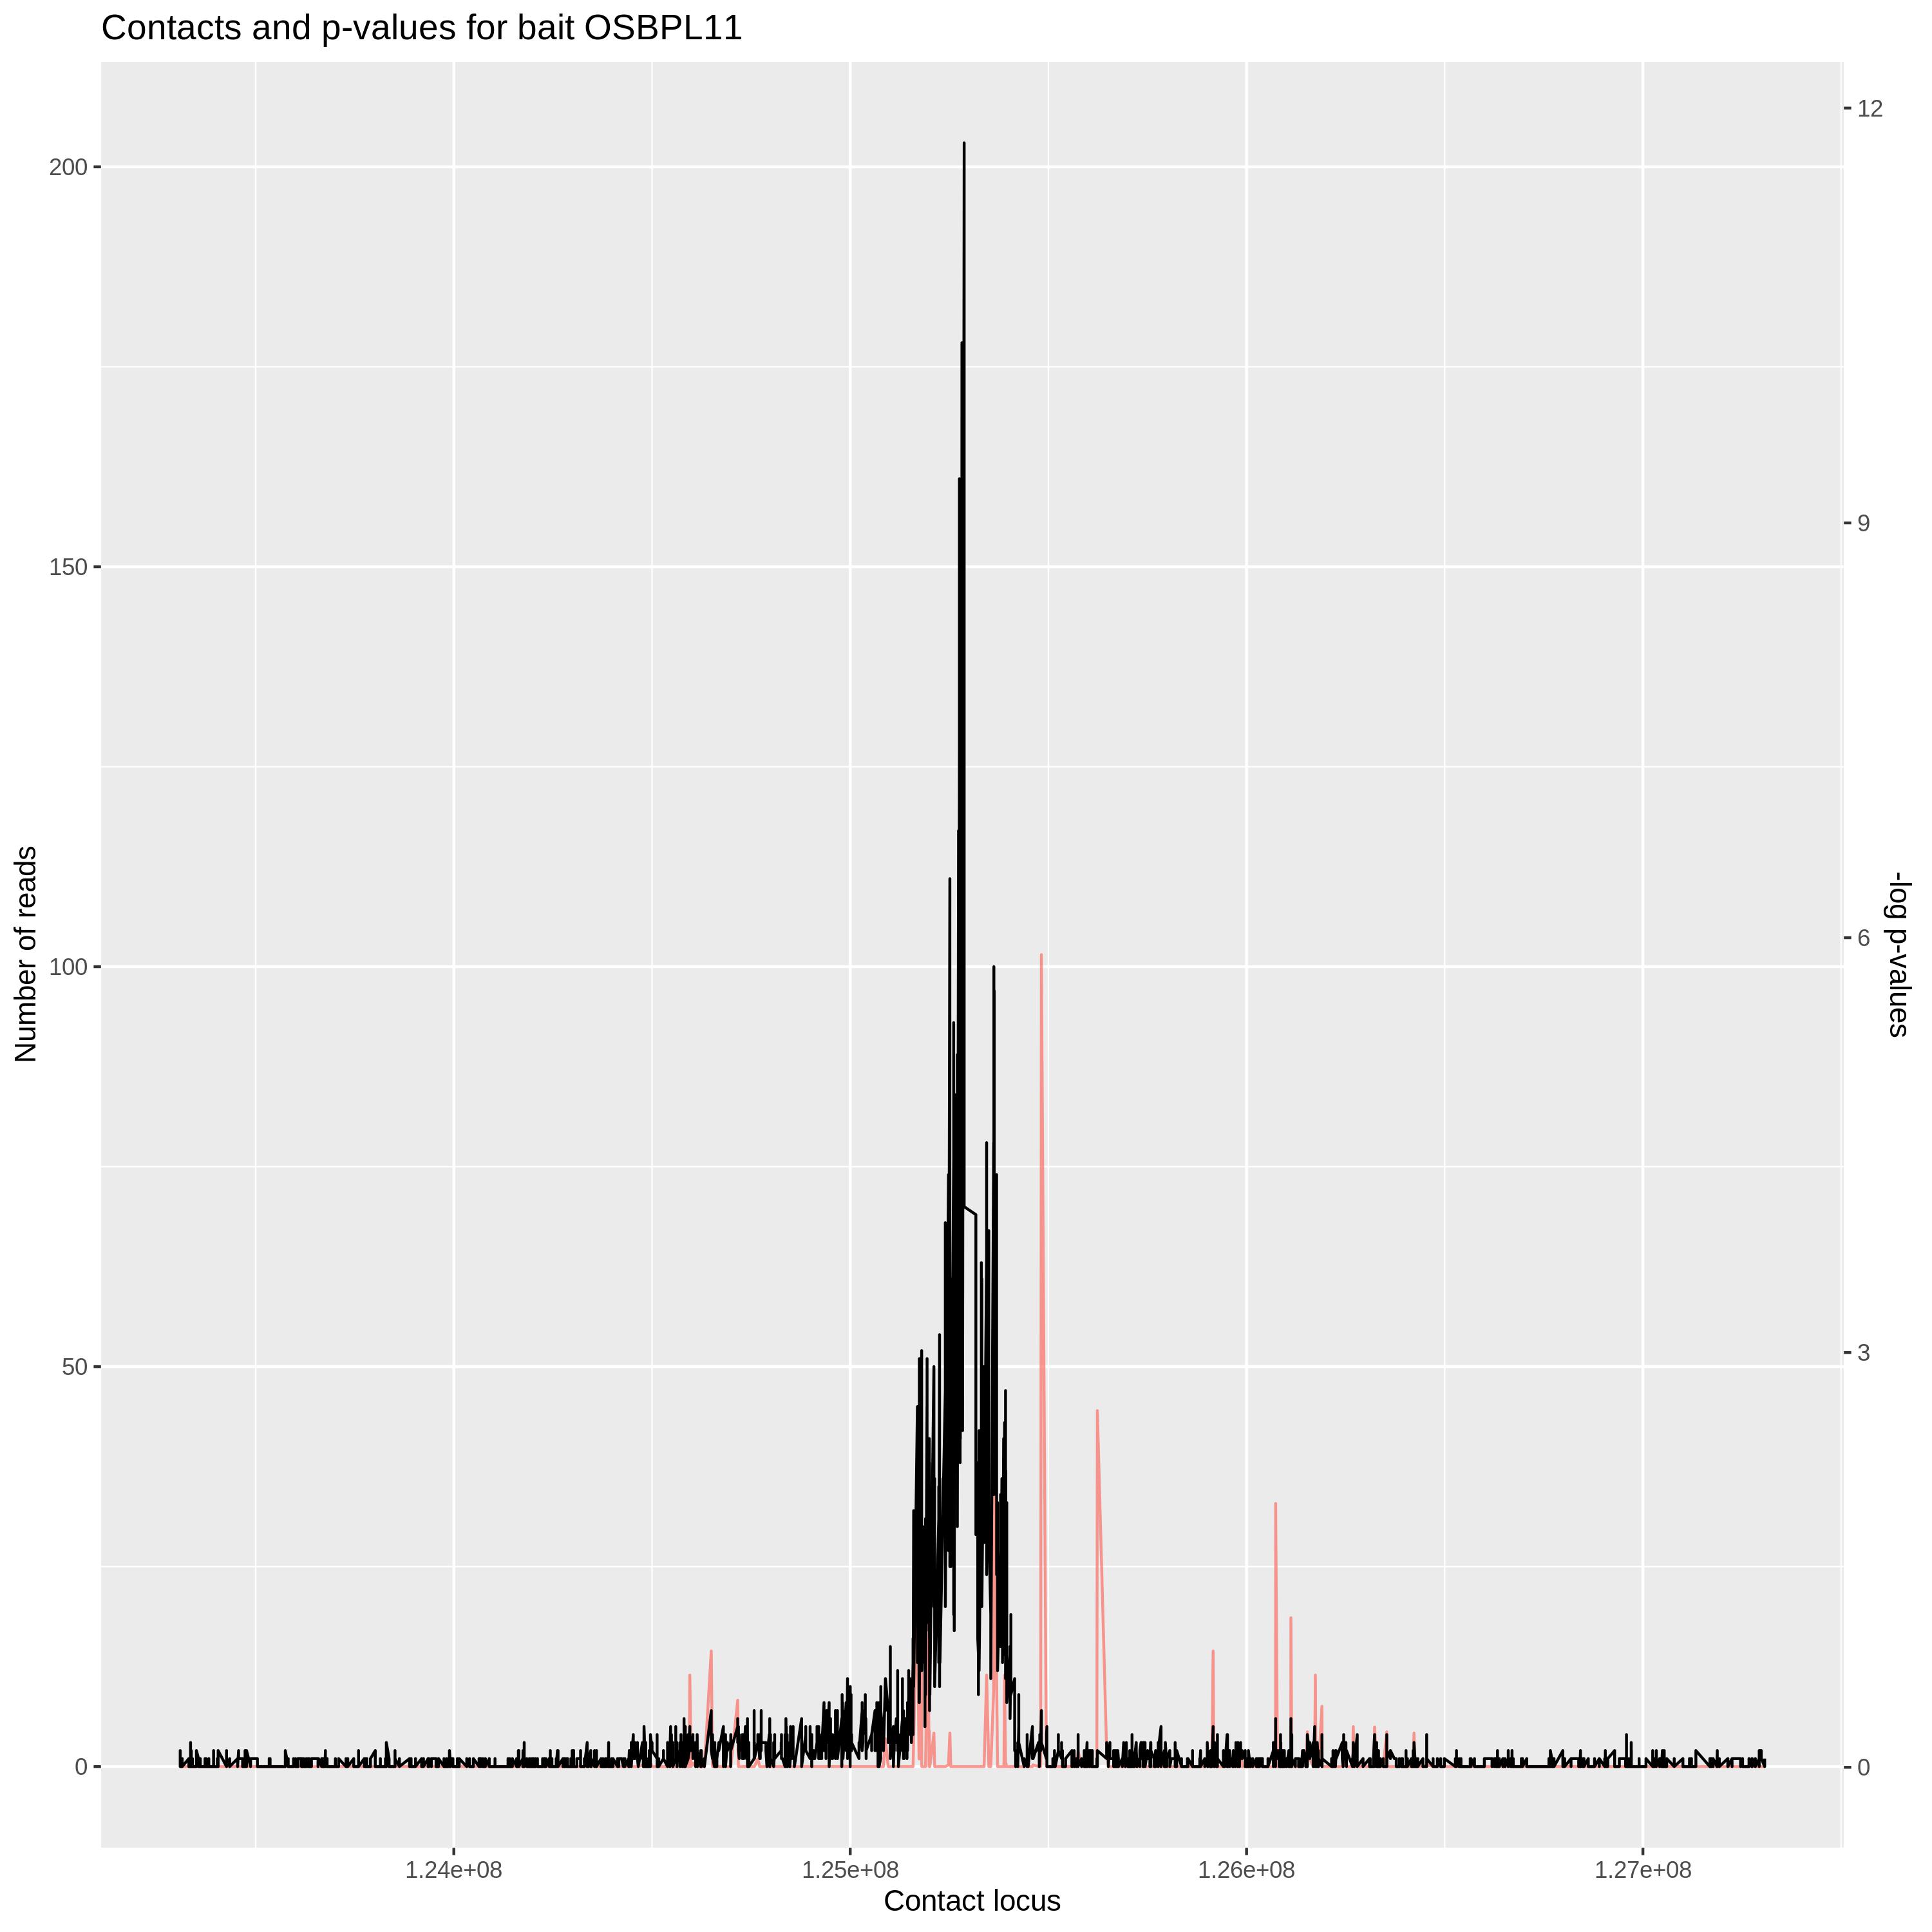 Contacts and p-values for bait OSBPL11
200
150
100
50
0
12
9
6
3
0
Number of reads
-log p-values
1.24e+08
1.25e+08
1.26e+08
1.27e+08
Contact locus